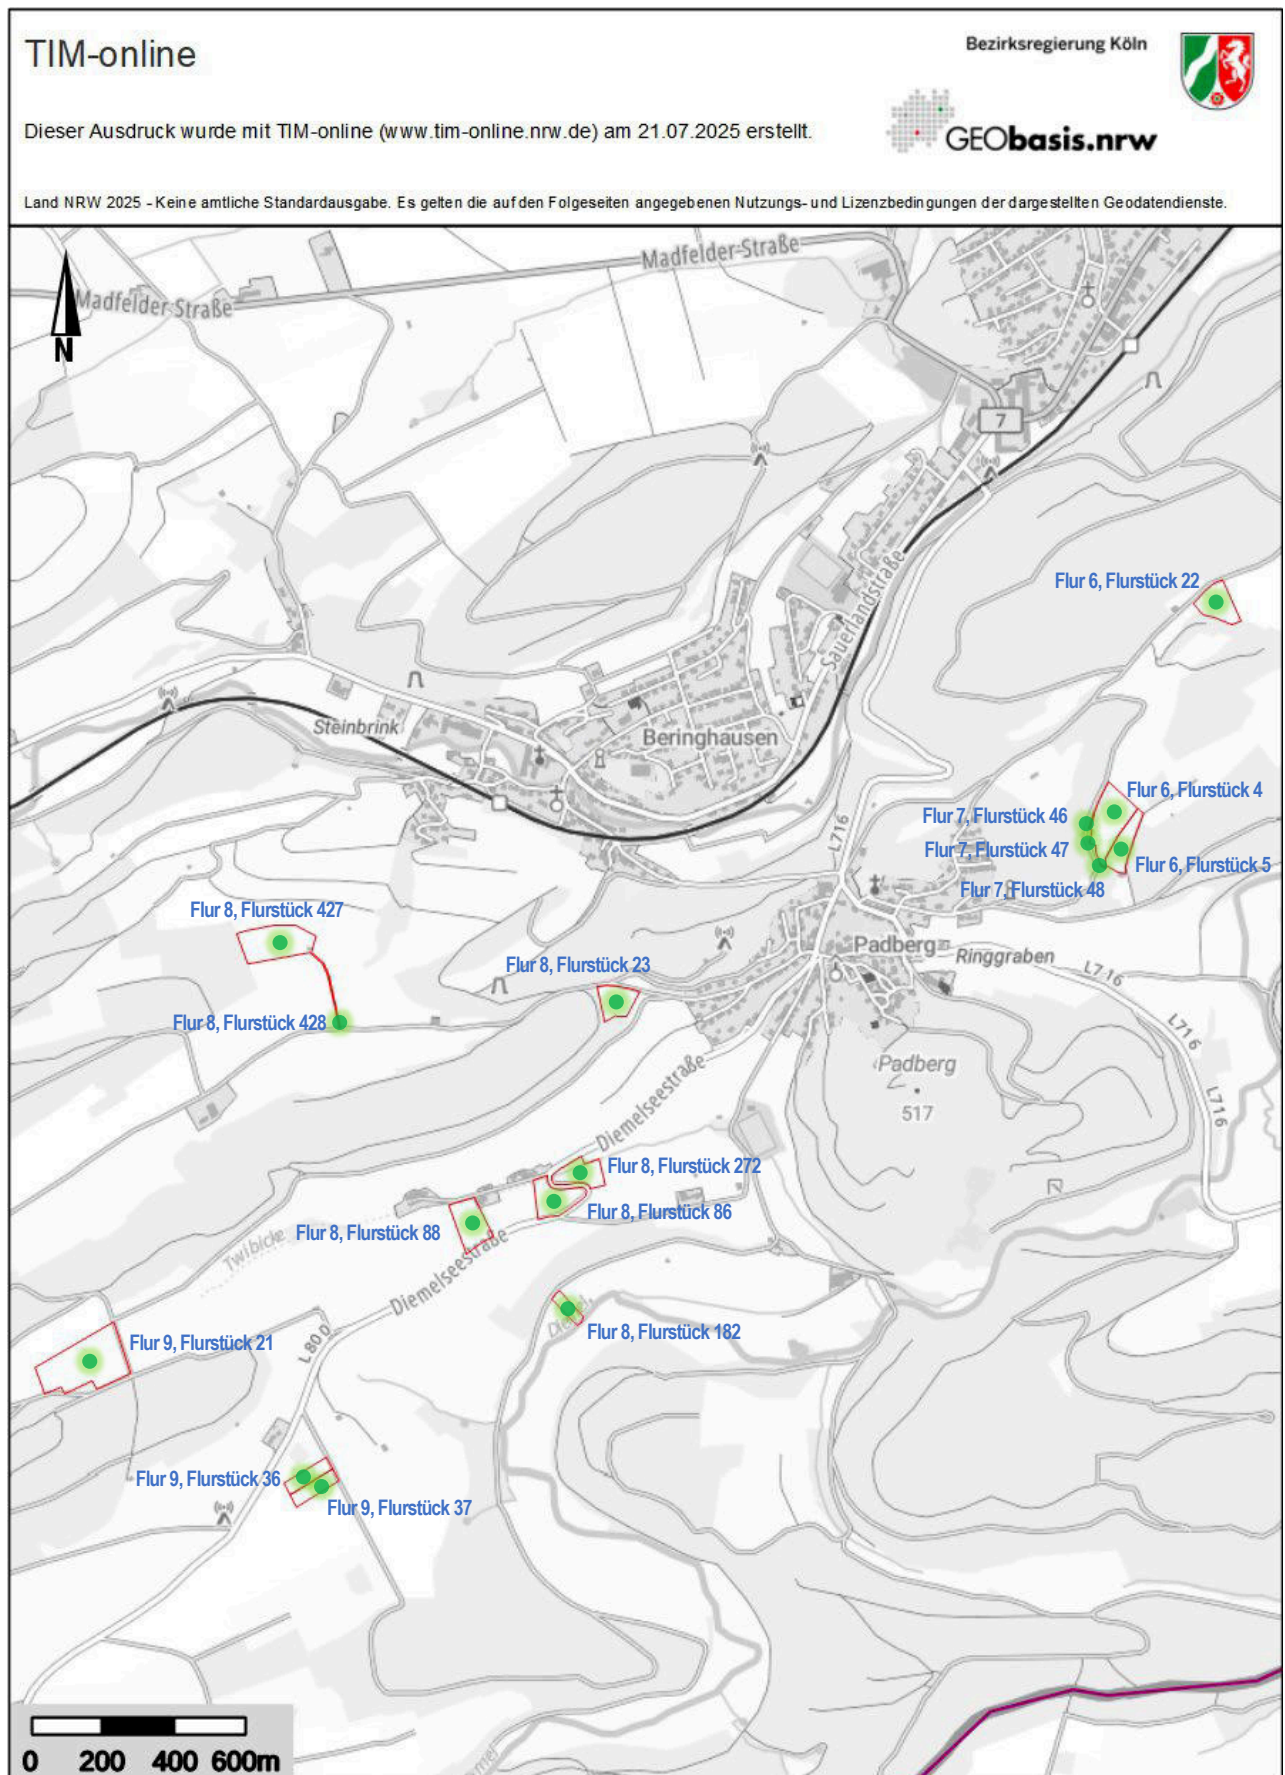 TIM-online
Bezirksregierung Köln
Dieser Ausdruck wurde mit TIM-online (www.tim-online.nrw.de) am 21.07.2025 erstellt.
GEObasis.nrw
Land NRW 2025 - Keine amtliche Standardausgabe. Es gelten die auf den Folgeseiten angegebenen Nutzungs- und Lizenzbedingungen der dargestellten Geodatendienste.
Madfelder-Straße
Madfelder Straße
N
7
Flur 6, Flurstück 22
Sauerlandstraße
Steinbrink
Beringhausen
Flur 6, Flurstück 4
Flur 7, Flurstück 46
L716
Flur 7, Flurstück 47
Flur 6, Flurstück 5
Flur 7, Flurstück 48
Flur 8, Flurstück 427
Padberg
Ringgraben
Flur 8, Flurstück 23
L716
Flur 8, Flurstück 428
L716
Padberg
L716
517
Diemelseestraße
Flur 8, Flurstück 272
Flur 8, Flurstück 86
Flur 8, Flurstück 88
Twibicke
Diemelseestraße
Flur 8, Flurstück 182
Flur 9, Flurstück 21
L800
Flur 9, Flurstück 36
Flur 9, Flurstück 37
0 200 400 600m